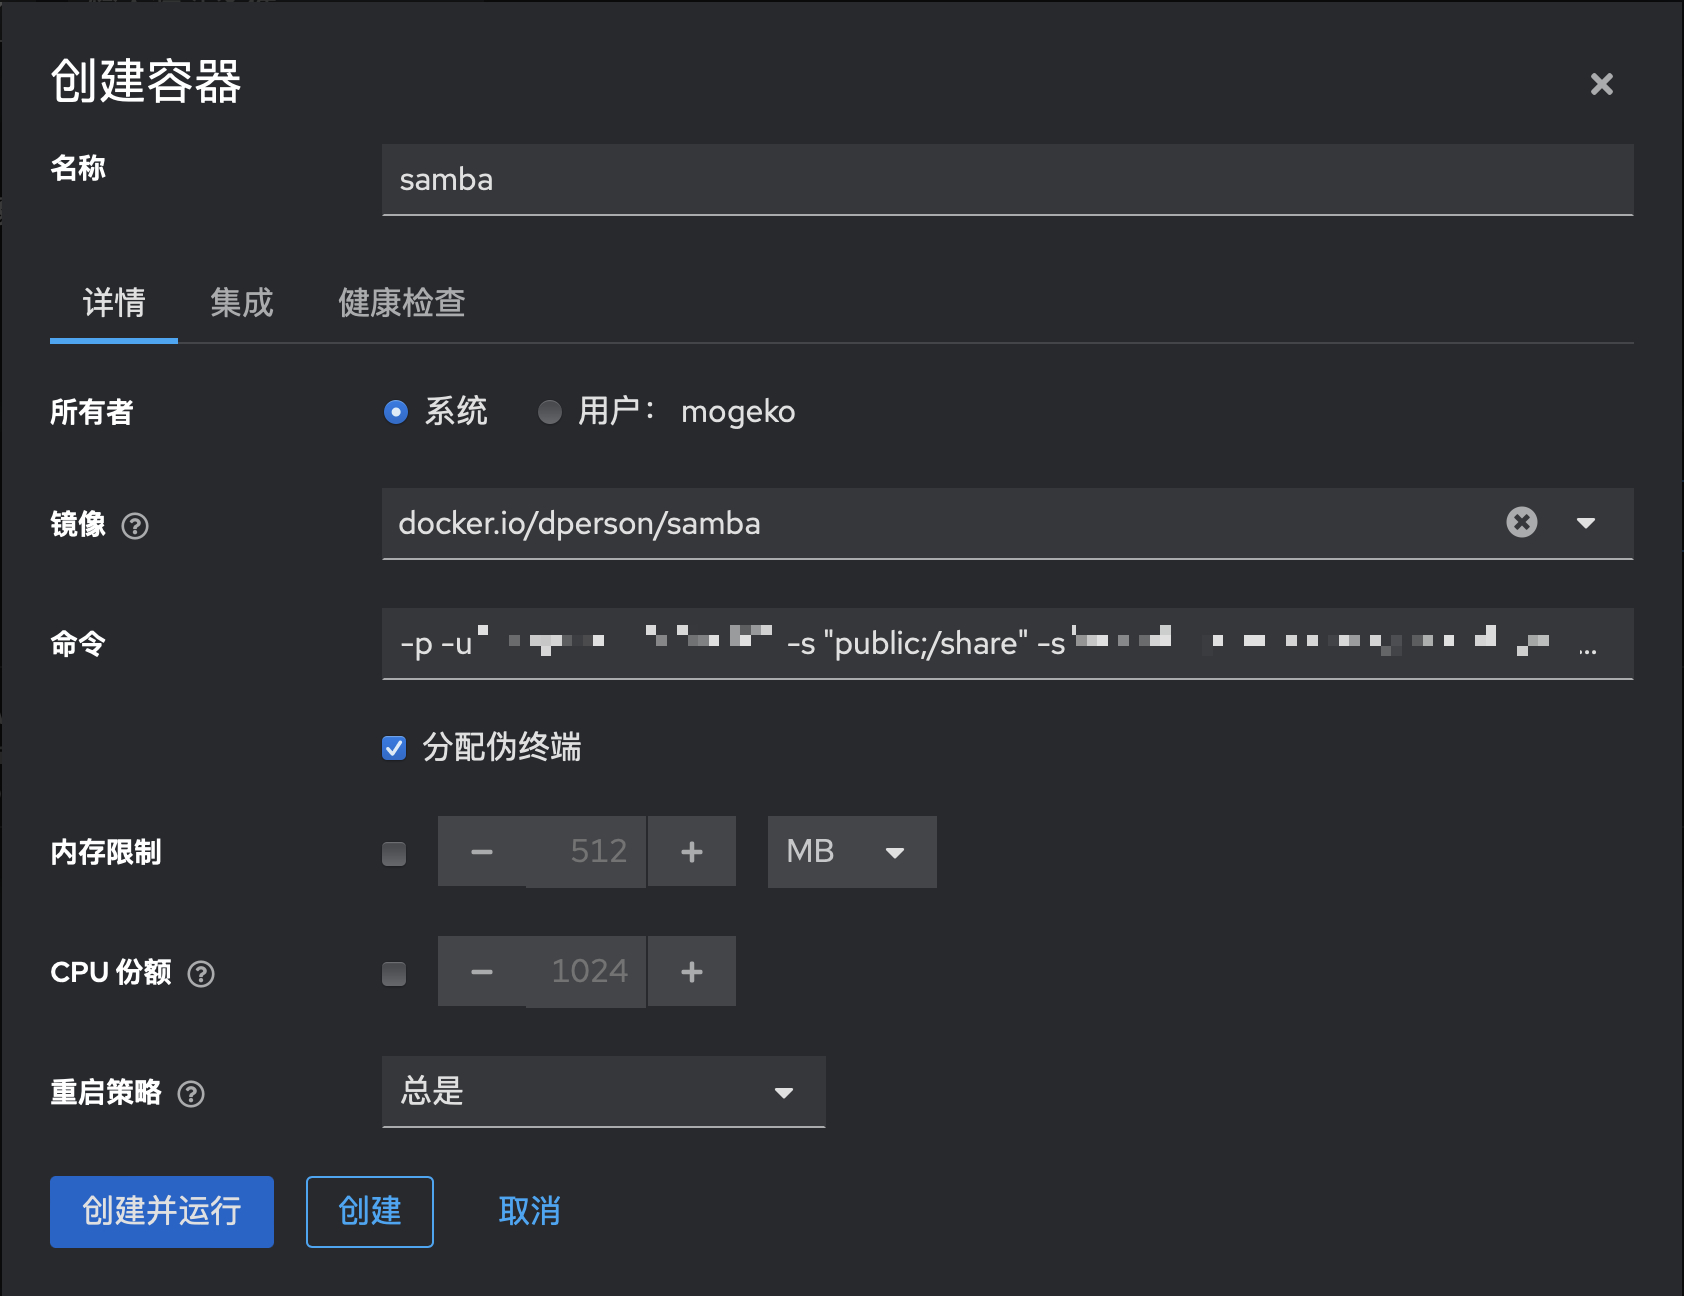 创建容器
名称
samba
详情 集成 健康检查
所有者
系统 用户： mogeko
镜像
docker.io/dperson/samba
命令
-p -u -s "public;/share" -s ...
分配伪终端
内存限制
512
MB
CPU 份额
1024
重启策略
总是
创建并运行 创建 取消